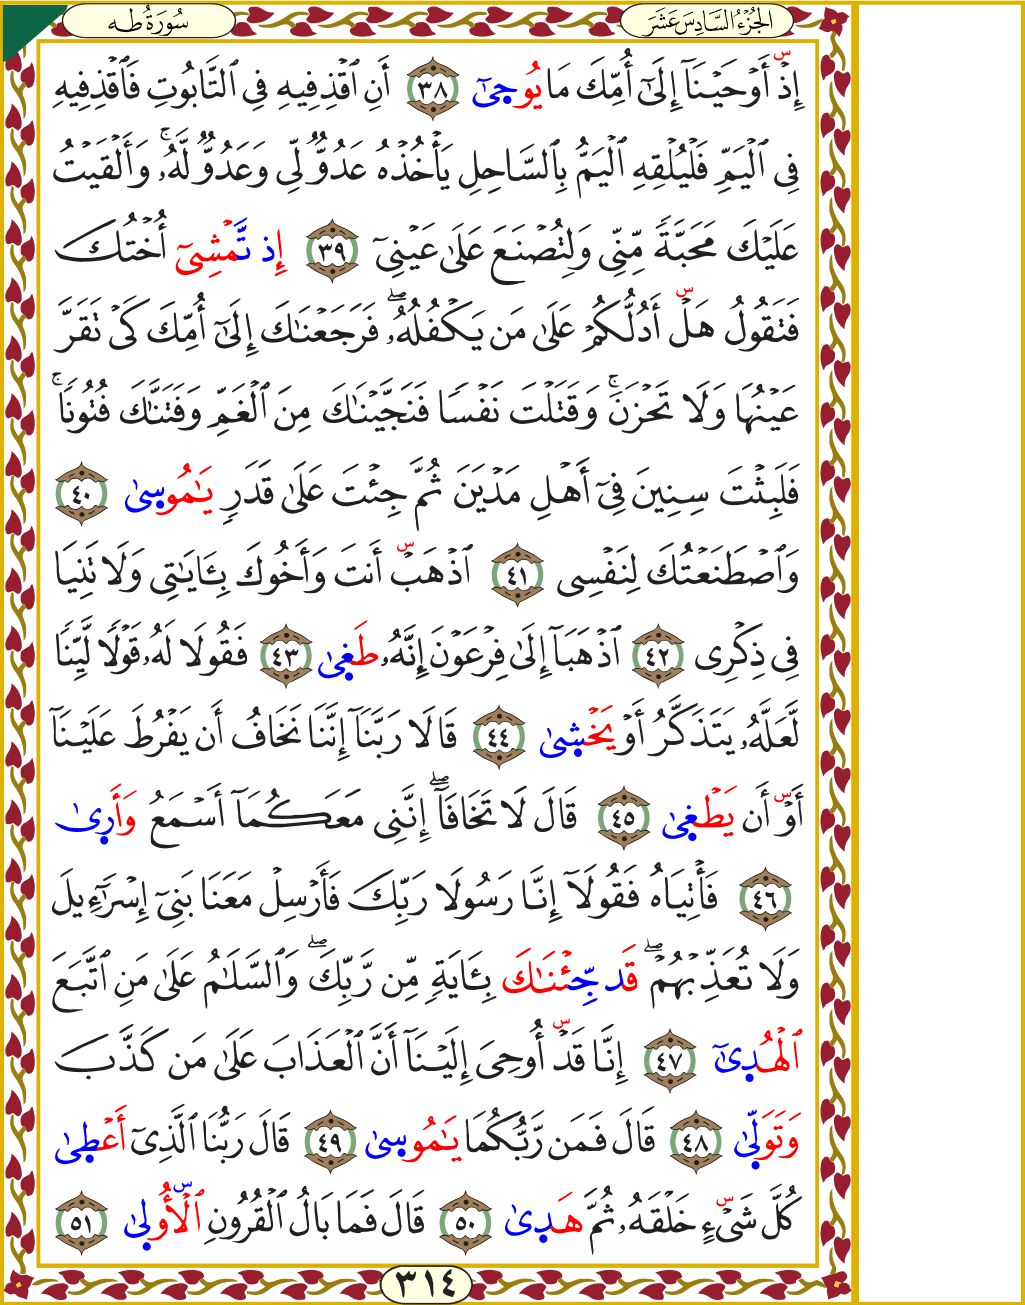 الجُزْءُ السَّادِسَ عَشَرَ
سُورَةُ طه
إِذْ أَوْحَيْنَآ إِلَىٰٓ أُمِّكَ مَا يُوحِىٰٓ ٣٨ أَنِ ٱقْذِفِيهِ فِى ٱلتَّابُوتِ فَٱقْذِفِيهِ
فِى ٱلْيَمِّ فَلْيُلْقِهِ ٱلْيَمُّ بِٱلسَّاحِلِ يَأْخُذْهُ عَدُوٌّ لِّى وَعَدُوٌّ لَّهُۥ ۚ وَأَلْقَيْتُ
عَلَيْكَ مَحَبَّةً مِّنِّى وَلِتُصْنَعَ عَلَىٰ عَيْنِىٓ ٣٩ إِذ تَّمْشِىٓ أُخْتُكَ
فَتَقُولُ هَلْ أَدُلُّكُمْ عَلَىٰ مَن يَكْفُلُهُۥ ۖ فَرَجَعْنَٰكَ إِلَىٰٓ أُمِّكَ كَىْ تَقَرَّ
عَيْنُهَا وَلَا تَحْزَنَ ۚ وَقَتَلْتَ نَفْسًا فَنَجَّيْنَٰكَ مِنَ ٱلْغَمِّ وَفَتَنَّٰكَ فُتُونًا ۚ
فَلَبِثْتَ سِنِينَ فِىٓ أَهْلِ مَدْيَنَ ثُمَّ جِئْتَ عَلَىٰ قَدَرٍ يَٰمُوسِىٰ ٤٠
وَٱصْطَنَعْتُكَ لِنَفْسِى ٤١ ٱذْهَبْ أَنتَ وَأَخُوكَ بِـَٔايَٰتِى وَلَا تَنِيَا
فِى ذِكْرِى ٤٢ ٱذْهَبَآ إِلَىٰ فِرْعَوْنَ إِنَّهُۥ طَغِىٰ ٤٣ فَقُولَا لَهُۥ قَوْلًا لَّيِّنًا
لَّعَلَّهُۥ يَتَذَكَّرُ أَوْ يَخْشِىٰ ٤٤ قَالَا رَبَّنَآ إِنَّنَا نَخَافُ أَن يَفْرُطَ عَلَيْنَآ
أَوْ أَن يَطْغِىٰ ٤٥ قَالَ لَا تَخَافَآ ۖ إِنَّنِى مَعَكُمَآ أَسْمَعُ وَأَرِىٰ
٤٦ فَأْتِيَاهُ فَقُولَآ إِنَّا رَسُولَا رَبِّكَ فَأَرْسِلْ مَعَنَا بَنِىٓ إِسْرَٰٓءِيلَ
وَلَا تُعَذِّبْهُمْ ۖ قَد جِّئْنَٰكَ بِـَٔايَةٍ مِّن رَّبِّكَ ۖ وَٱلسَّلَٰمُ عَلَىٰ مَنِ ٱتَّبَعَ
ٱلْهُدِىٰٓ ٤٧ إِنَّا قَدْ أُوحِىَ إِلَيْنَآ أَنَّ ٱلْعَذَابَ عَلَىٰ مَن كَذَّبَ
وَتَوَلِّىٰ ٤٨ قَالَ فَمَن رَّبُّكُمَا يَٰمُوسِىٰ ٤٩ قَالَ رَبُّنَا ٱلَّذِىٓ أَعْطِىٰ
كُلَّ شَىْءٍ خَلْقَهُۥ ثُمَّ هَدِىٰ ٥٠ قَالَ فَمَا بَالُ ٱلْقُرُونِ ٱلْأُولِىٰ ٥١
٣١٤